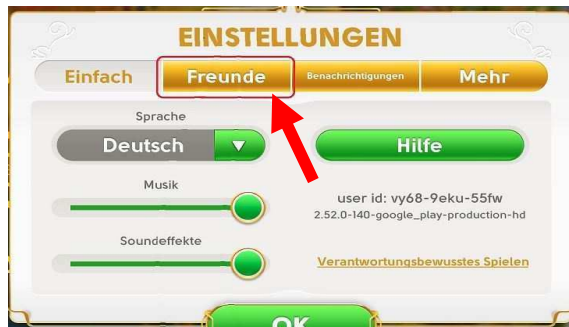 EINSTELLUNGEN
Einfach Freunde Benachrichtigungen Mehr
Sprache
Deutsch Hilfe
Musik
user id: vy68-9eku-55fw
2.52.0-140-google_play-production-hd
Soundeffekte
Verantwortungsbewusstes Spielen
OK